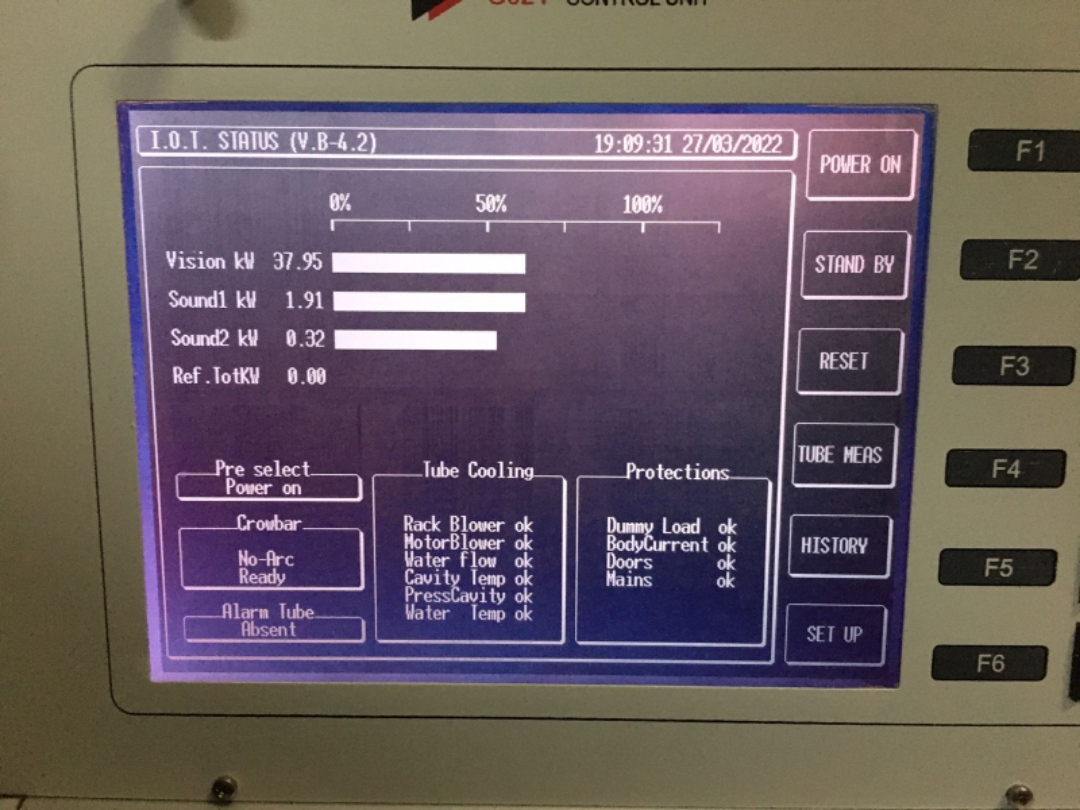 CONTROL UNIT
I.O.T. STATUS (V.B-4.2) 19:09:31 27/03/2022
0% 50% 100%
Vision kW 37.95
Sound1 kW 1.91
Sound2 kW 0.32
Ref.TotKW 0.00
Pre select
Power on
Crowbar
No-Arc
Ready
Alarm Tube
Absent
Tube Cooling
Rack Blower ok
MotorBlower ok
Water flow ok
Cavity Temp ok
PressCavity ok
Water Temp ok
Protections
Dummy Load ok
BodyCurrent ok
Doors ok
Mains ok
POWER ON
STAND BY
RESET
TUBE MEAS
HISTORY
SET UP
F1
F2
F3
F4
F5
F6